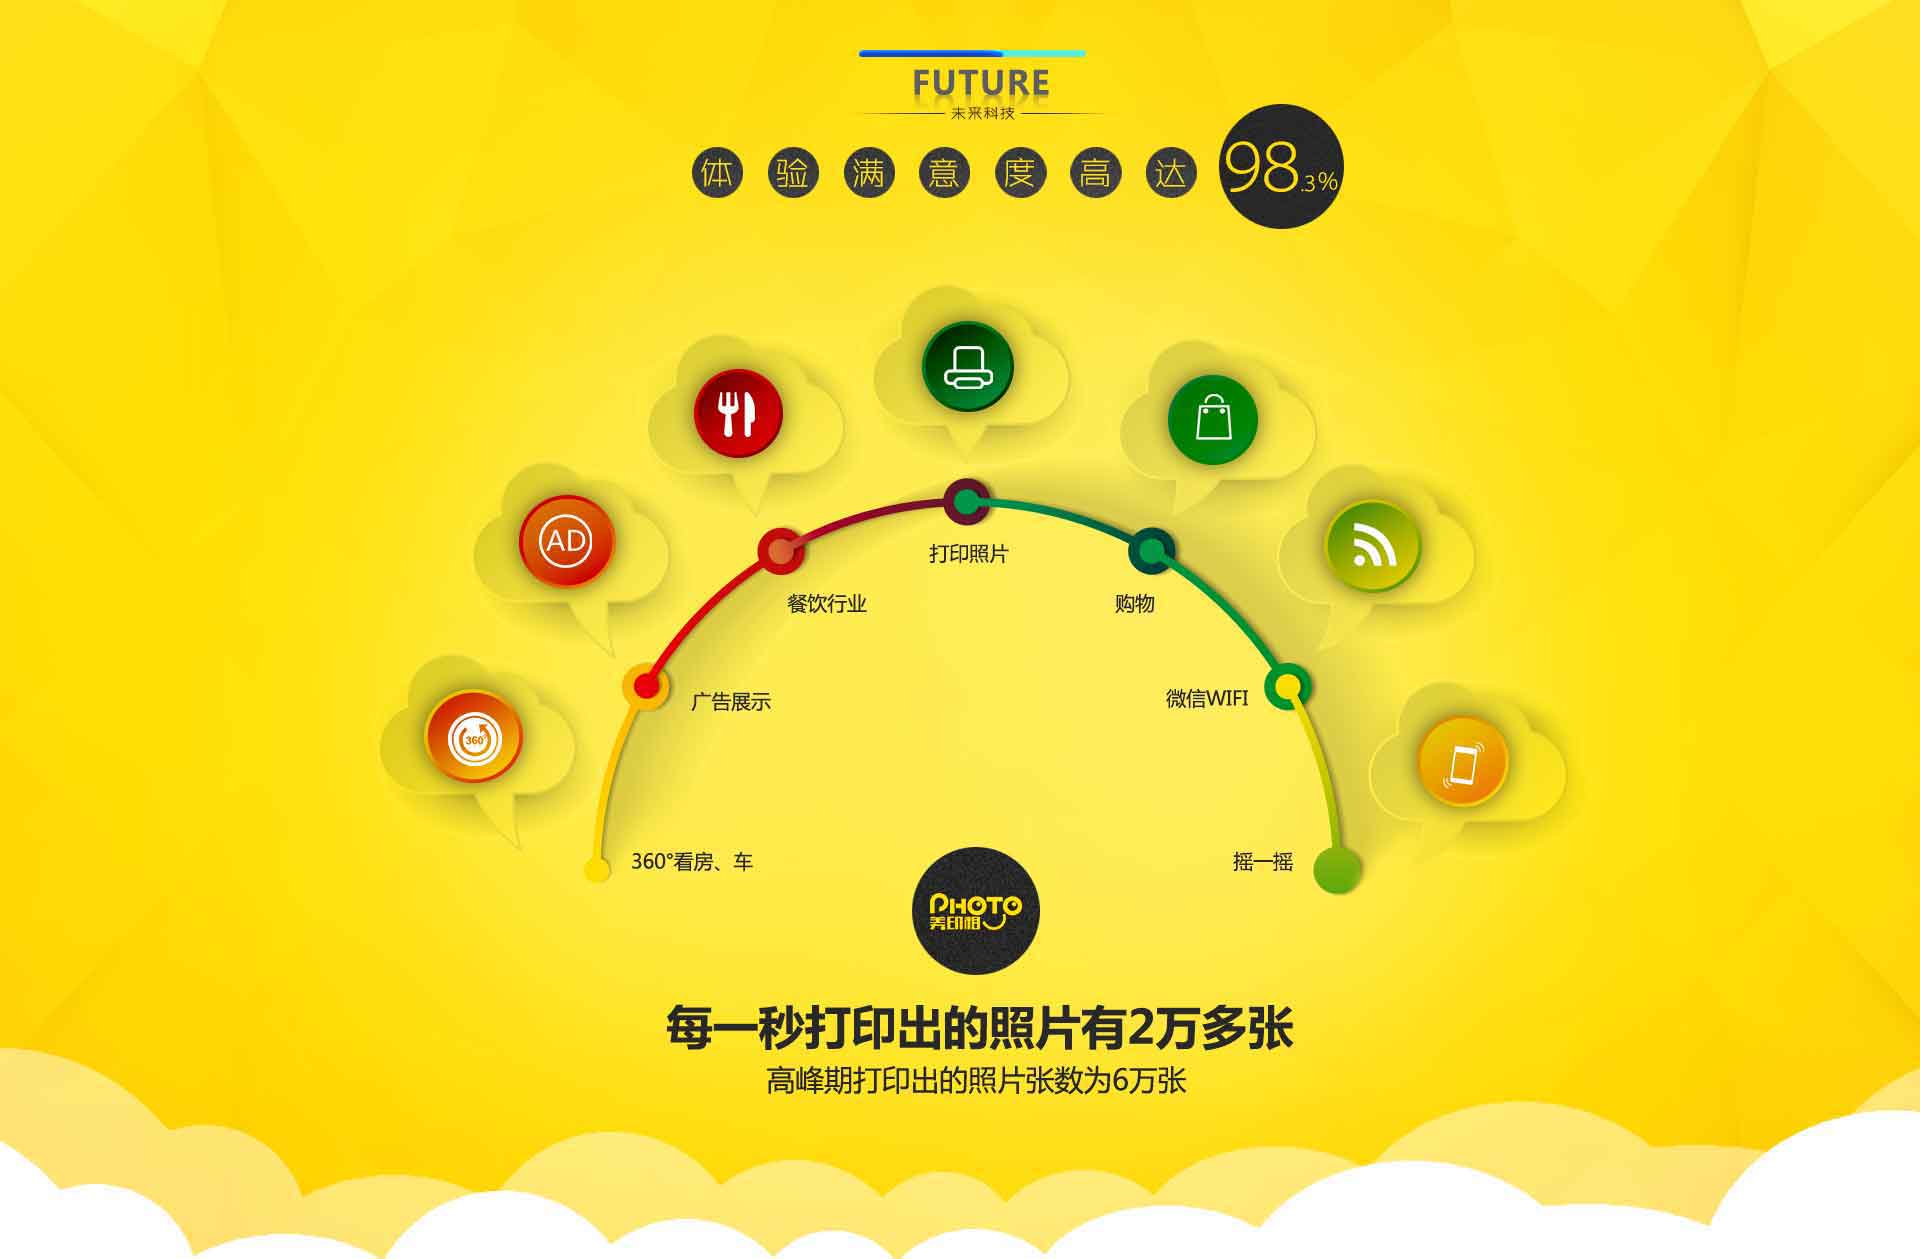 FUTURE
未来科技
体验满意度高达 98.3%
AD
360°
打印照片
餐饮行业
购物
广告展示
微信WIFI
360°看房、车
摇一摇
PHOTO
美印相
每一秒打印出的照片有2万多张
高峰期打印出的照片张数为6万张